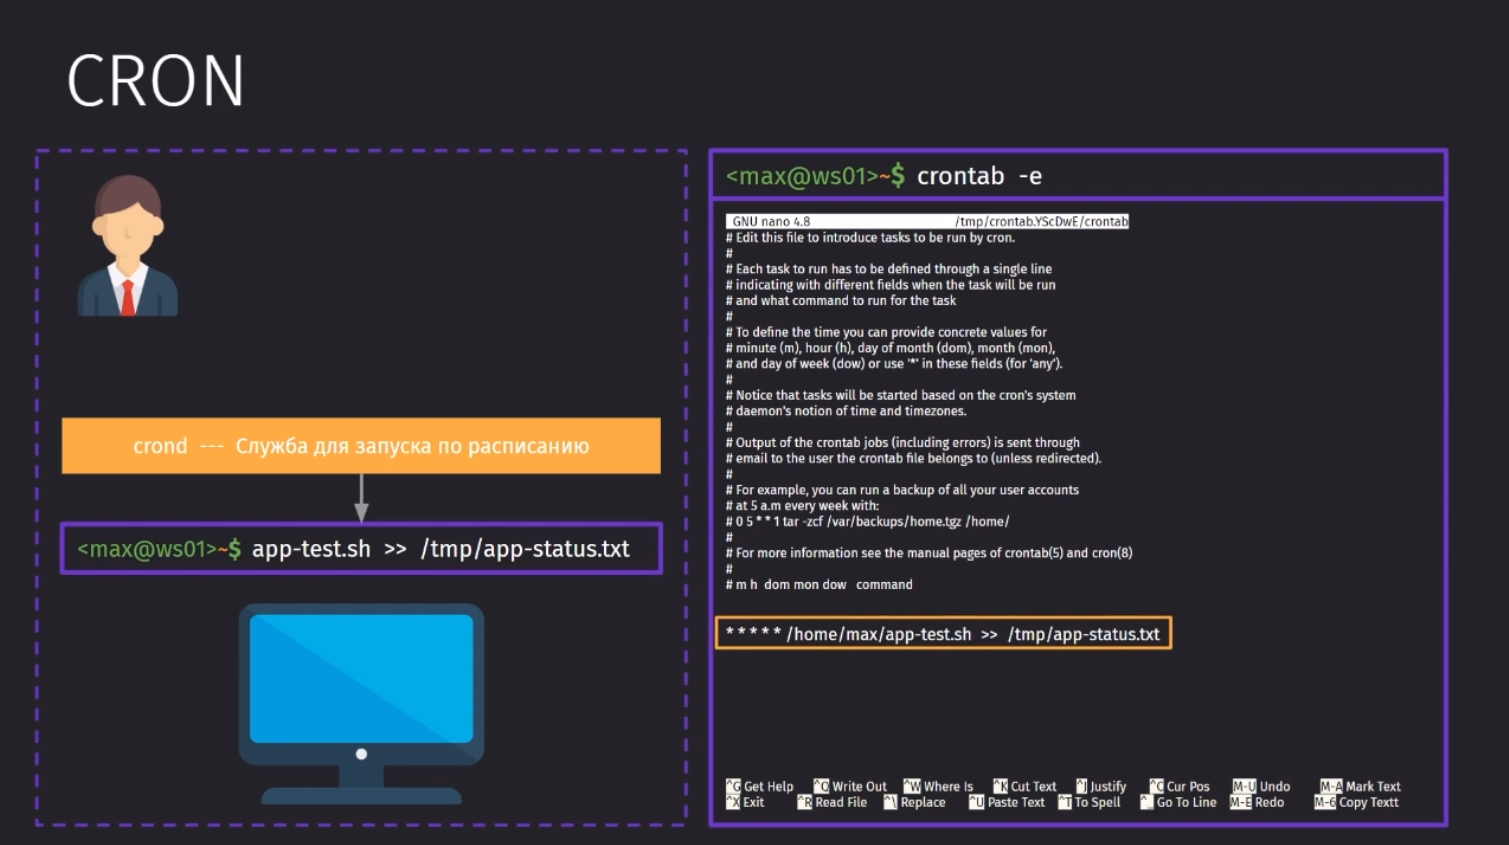 CRON
crond --- Служба для запуска по расписанию
<max@ws01>~$ app-test.sh >> /tmp/app-status.txt
<max@ws01>~$ crontab -e
GNU nano 4.8 /tmp/crontab.YScDwE/crontab
# Edit this file to introduce tasks to be run by cron.
#
# Each task to run has to be defined through a single line
# indicating with different fields when the task will be run
# and what command to run for the task
#
# To define the time you can provide concrete values for
# minute (m), hour (h), day of month (dom), month (mon),
# and day of week (dow) or use '*' in these fields (for 'any').
#
# Notice that tasks will be started based on the cron's system
# daemon's notion of time and timezones.
#
# Output of the crontab jobs (including errors) is sent through
# email to the user the crontab file belongs to (unless redirected).
#
# For example, you can run a backup of all your user accounts
# at 5 a.m every week with:
# 0 5 * * 1 tar -zcf /var/backups/home.tgz /home/
#
# For more information see the manual pages of crontab(5) and cron(8)
#
# m h dom mon dow command
* * * * * /home/max/app-test.sh >> /tmp/app-status.txt
^G Get Help ^O Write Out ^W Where Is ^K Cut Text ^J Justify ^C Cur Pos M-U Undo M-A Mark Text
^X Exit ^R Read File ^\ Replace ^U Paste Text ^T To Spell ^_ Go To Line M-E Redo M-6 Copy Textt